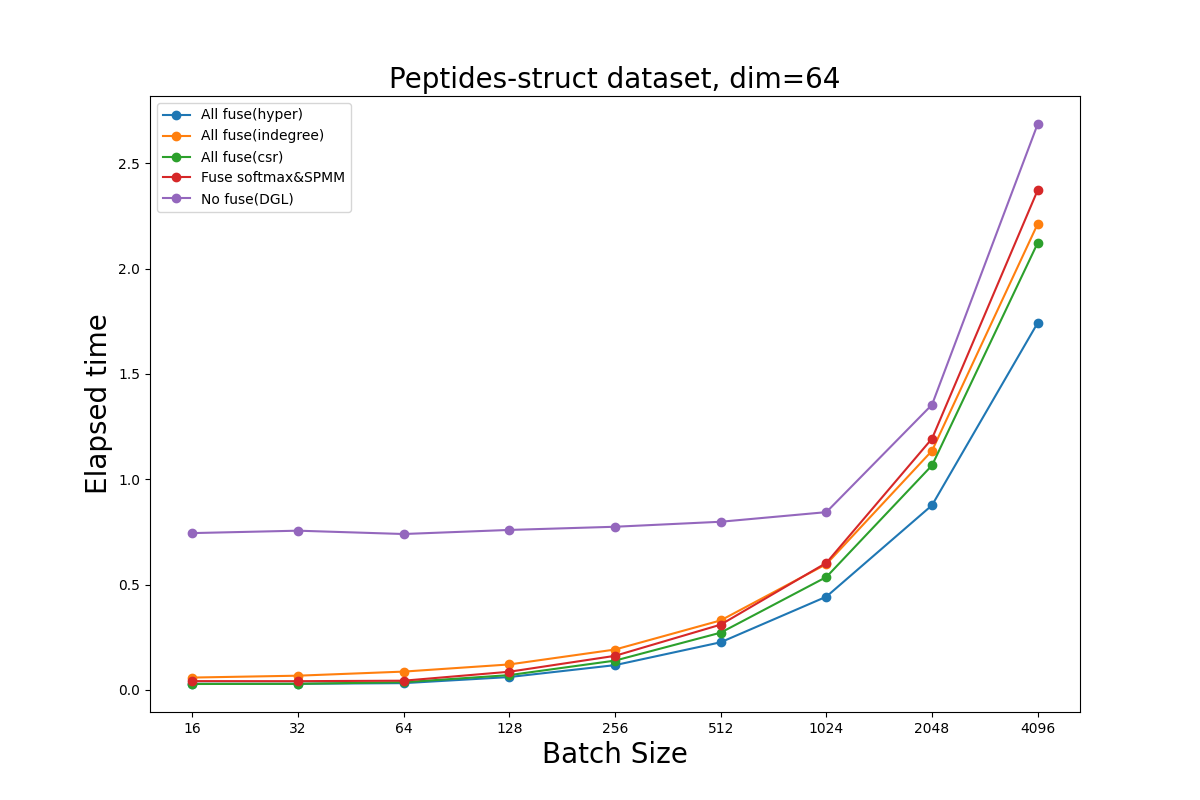 Peptides-struct dataset, dim=64
All fuse(hyper)
All fuse(indegree)
All fuse(csr)
Fuse softmax&SPMM
No fuse(DGL)
2.5
2.0
1.5
1.0
0.5
0.0
Elapsed time
16 32 64 128 256 512 1024 2048 4096
Batch Size